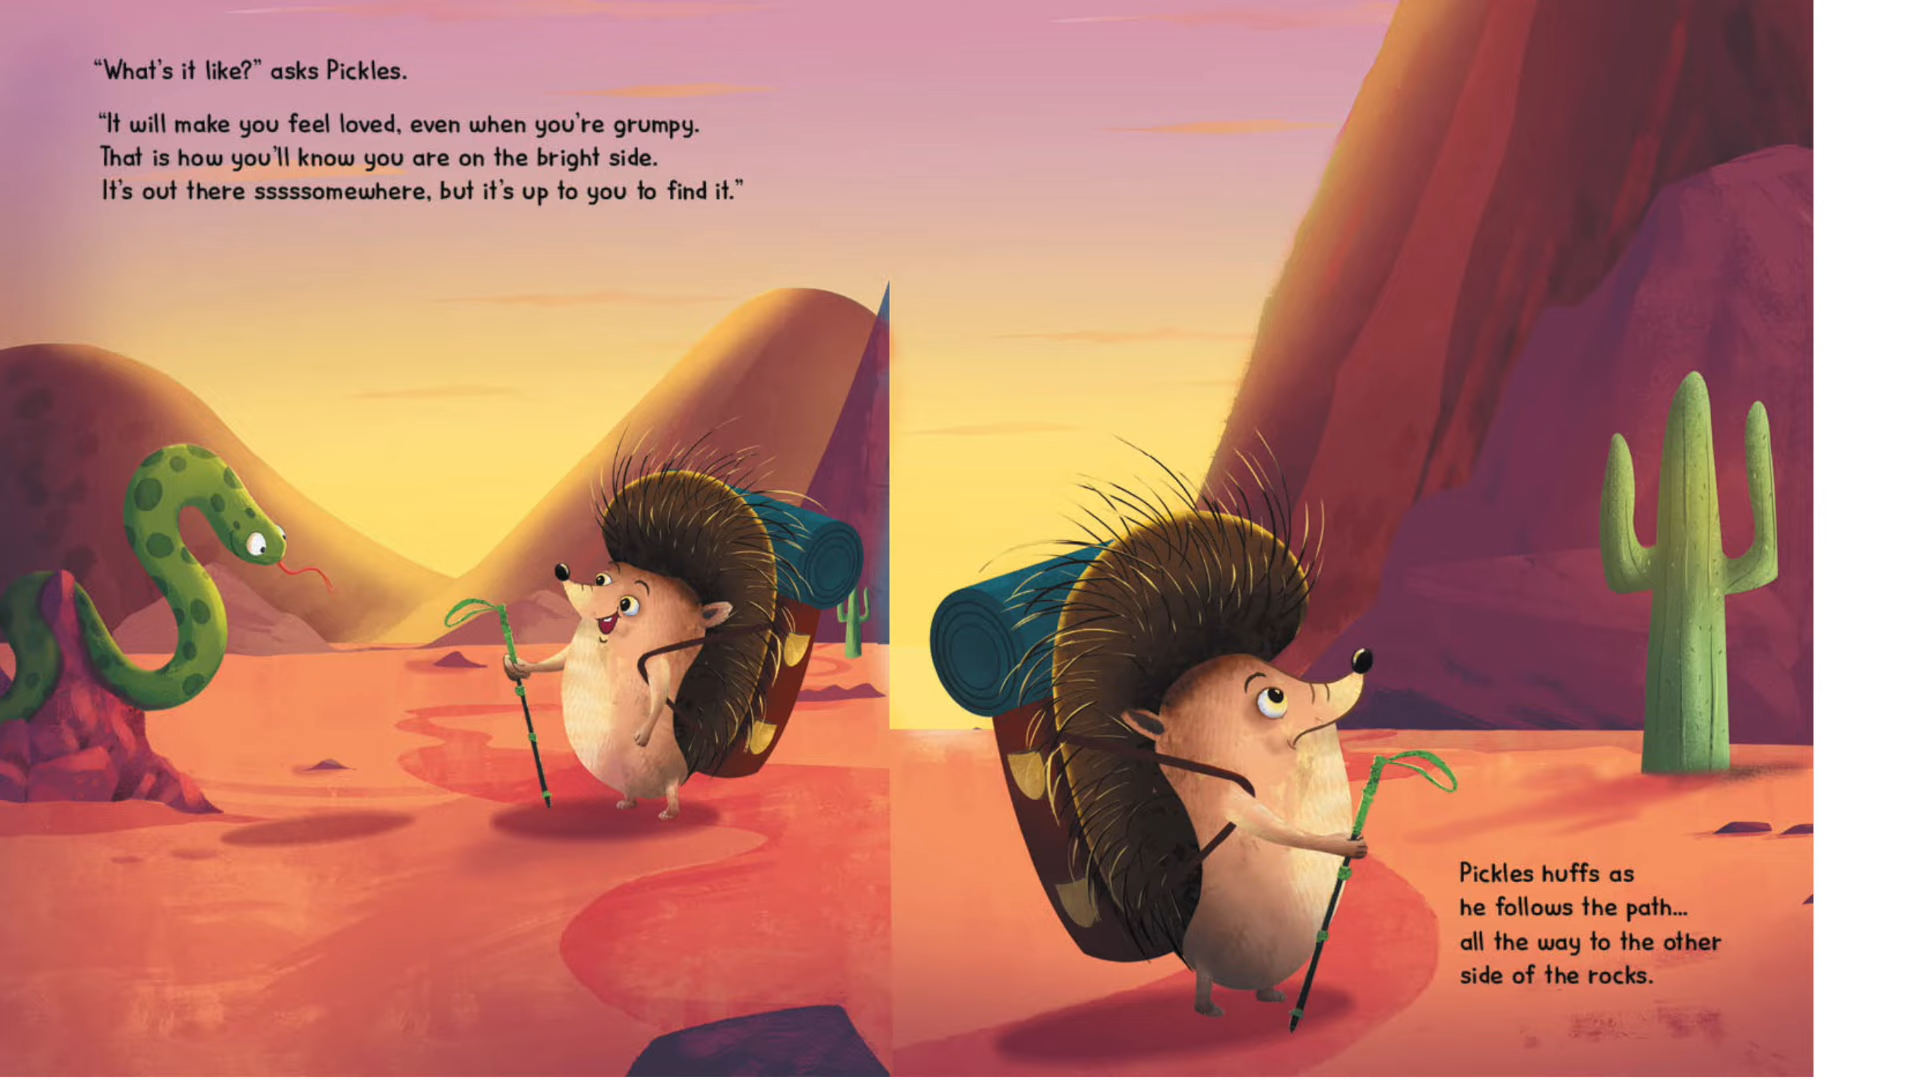 “What’s it like?” asks Pickles.
“It will make you feel loved, even when you’re grumpy.
That is how you’ll know you are on the bright side.
It’s out there sssssomewhere, but it’s up to you to find it.”
Pickles huffs as
he follows the path...
all the way to the other
side of the rocks.